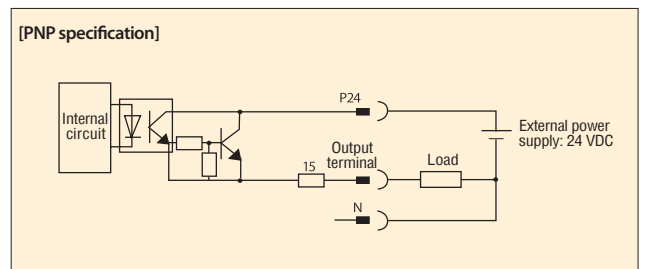 [PNP specification]
P24
Internal
circuit
External power
supply: 24 VDC
Output
terminal
Load
15
N